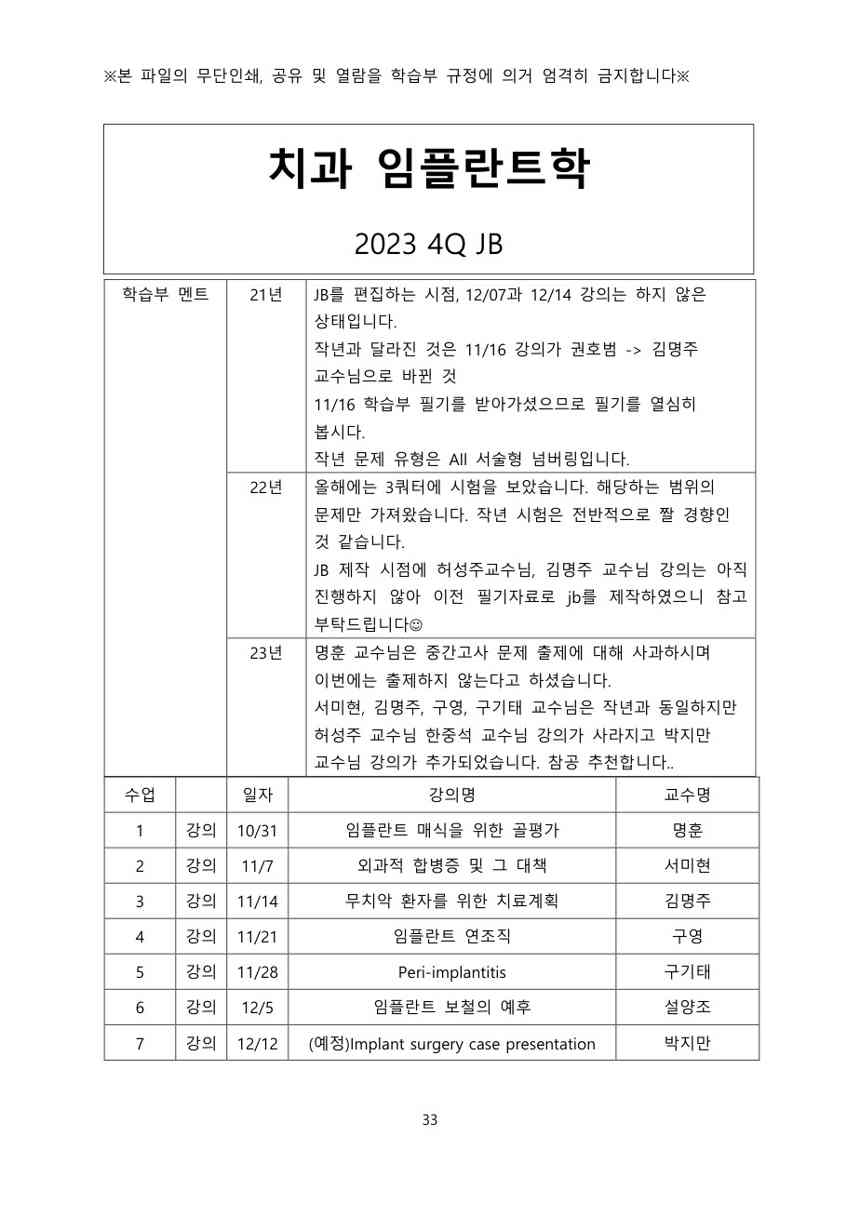 ※본 파일의 무단인쇄, 공유 및 열람을 학습부 규정에 의거 엄격히 금지합니다※
치과 임플란트학
2023 4Q JB
학습부 멘트
21년
JB를 편집하는 시점, 12/07과 12/14 강의는 하지 않은
상태입니다.
작년과 달라진 것은 11/16 강의가 권호범 -> 김명주
교수님으로 바뀐 것
11/16 학습부 필기를 받아가셨으므로 필기를 열심히
봅시다.
작년 문제 유형은 All 서술형 넘버링입니다.
22년
올해에는 3쿼터에 시험을 보았습니다. 해당하는 범위의
문제만 가져왔습니다. 작년 시험은 전반적으로 짤 경향인
것 같습니다.
JB 제작 시점에 허성주교수님, 김명주 교수님 강의는 아직
진행하지 않아 이전 필기자료로 jb를 제작하였으니 참고
부탁드립니다☺
23년
명훈 교수님은 중간고사 문제 출제에 대해 사과하시며
이번에는 출제하지 않는다고 하셨습니다.
서미현, 김명주, 구영, 구기태 교수님은 작년과 동일하지만
허성주 교수님 한중석 교수님 강의가 사라지고 박지만
교수님 강의가 추가되었습니다. 참공 추천합니다..
수업 일자 강의명 교수명
1 강의 10/31 임플란트 매식을 위한 골평가 명훈
2 강의 11/7 외과적 합병증 및 그 대책 서미현
3 강의 11/14 무치악 환자를 위한 치료계획 김명주
4 강의 11/21 임플란트 연조직 구영
5 강의 11/28 Peri-implantitis 구기태
6 강의 12/5 임플란트 보철의 예후 설양조
7 강의 12/12 (예정)Implant surgery case presentation 박지만
33